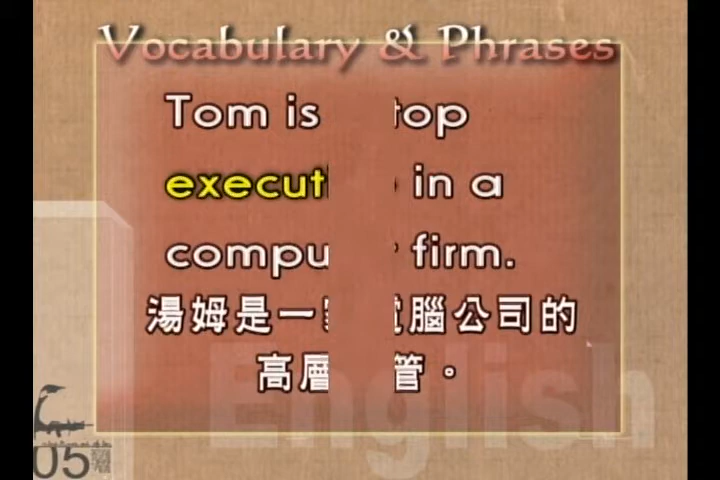 Vocabulary & Phrases
Tom is top
in a
firm.
湯姆是一 腦公司的
高 管。
English
05